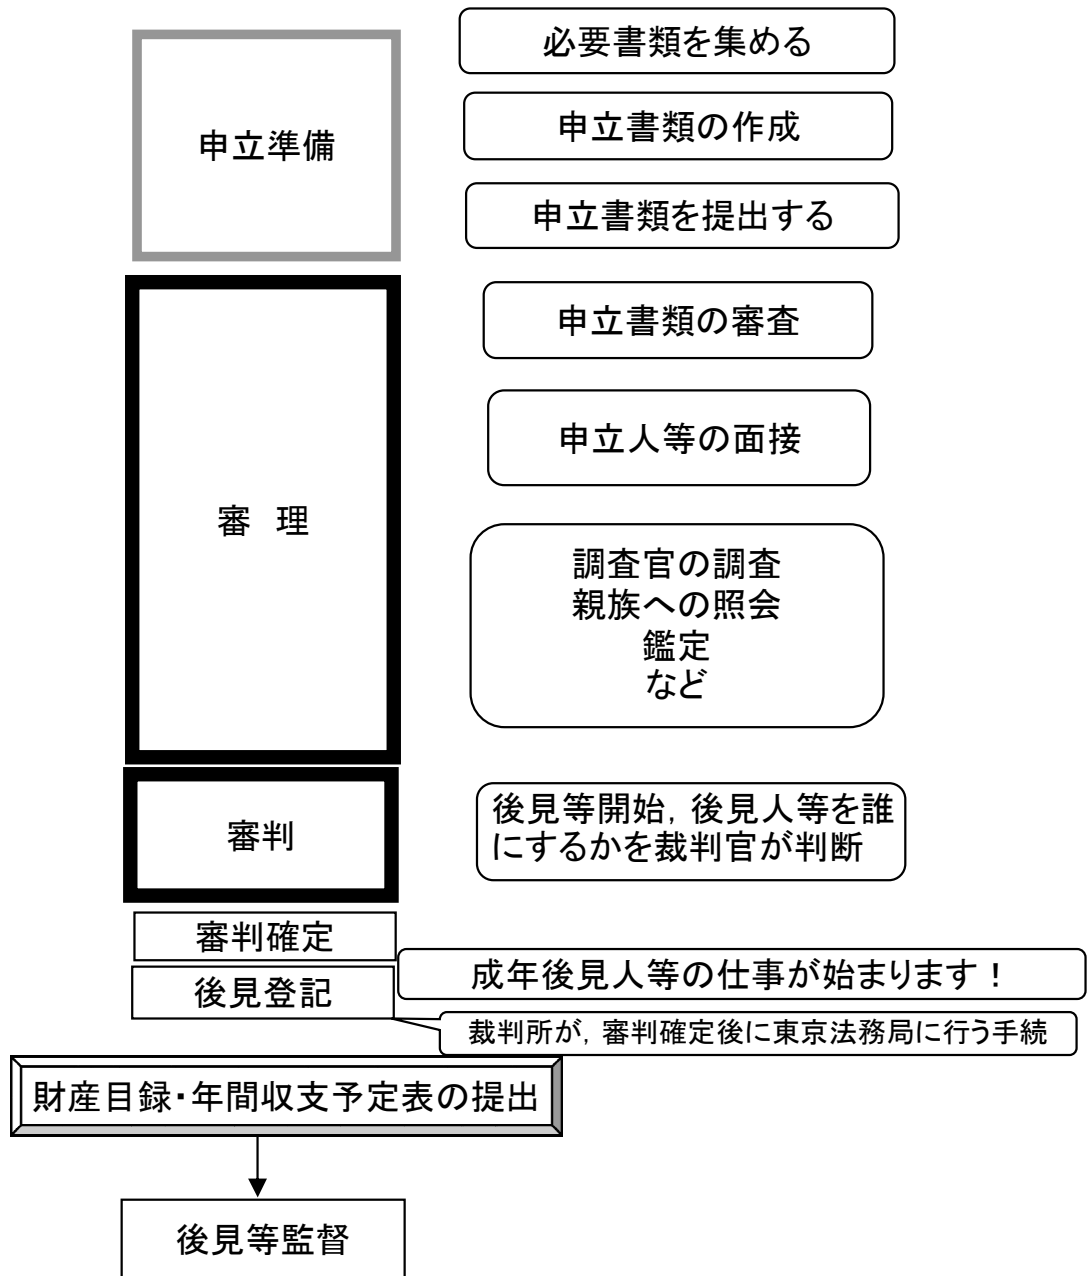 必要書類を集める
申立準備
申立書類の作成
申立書類を提出する
申立書類の審査
申立人等の面接
審　理
調査官の調査
親族への照会
鑑定
など
審判
後見等開始，後見人等を誰
にするかを裁判官が判断
審判確定
成年後見人等の仕事が始まります！
後見登記
裁判所が，審判確定後に東京法務局に行う手続
財産目録・年間収支予定表の提出
後見等監督